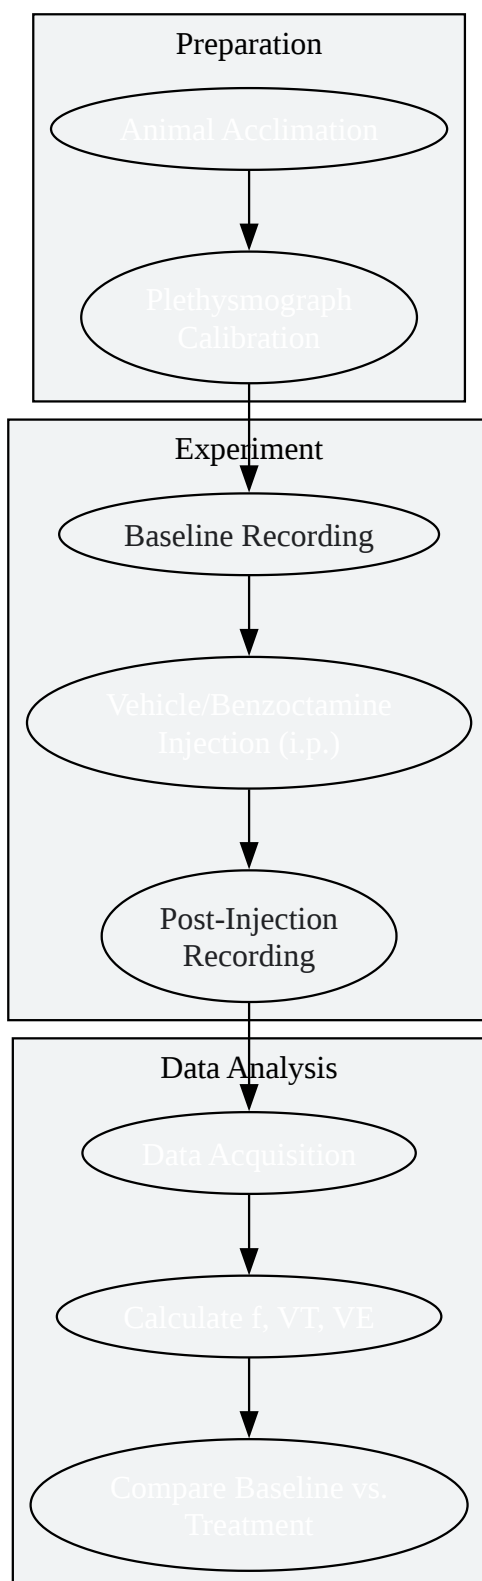 Preparation
Animal Acclimation
Plethysmograph
Calibration
Experiment
Baseline Recording
Vehicle/Benzoctamine
Injection (i.p.)
Post-Injection
Recording
Data Analysis
Data Acquisition
Calculate f, VT, VE
Compare Baseline vs.
Treatment